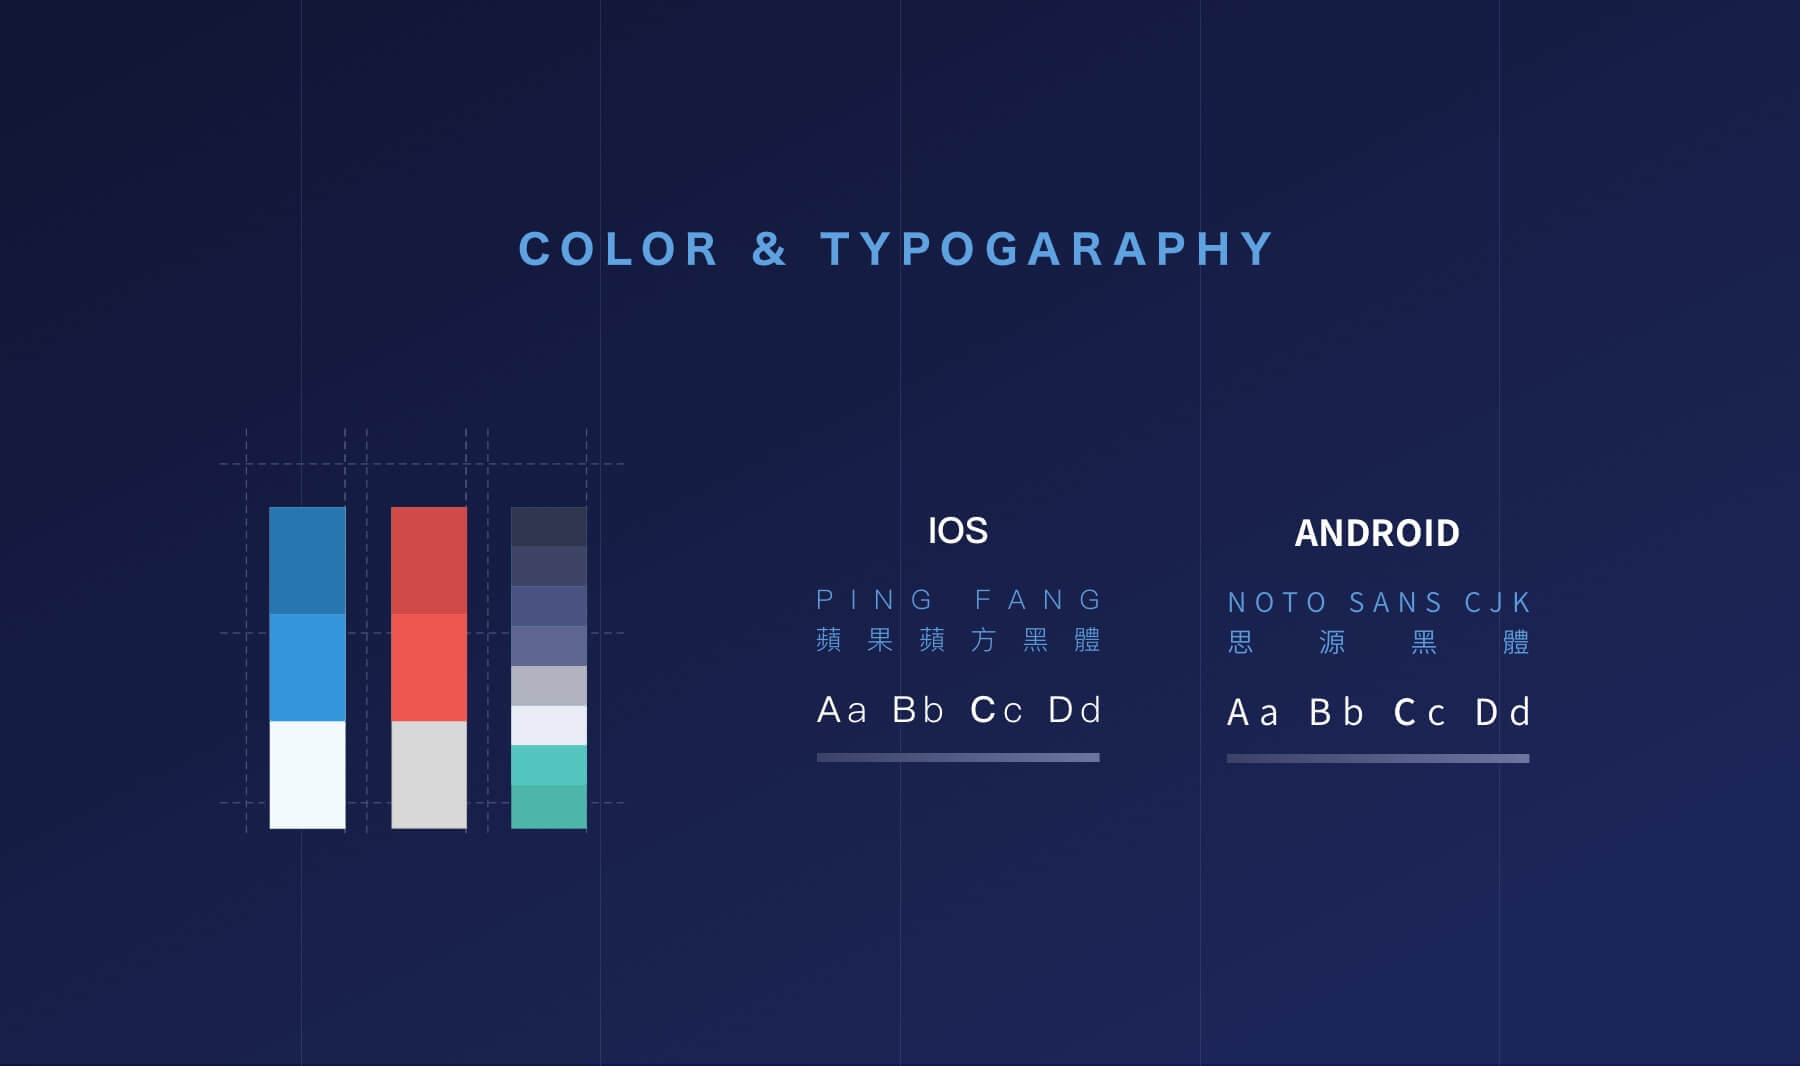 COLOR & TYPOGARAPHY
IOS
PING FANG
蘋果蘋方黑體
Aa Bb Cc Dd
ANDROID
NOTO SANS CJK
思源黑體
Aa Bb Cc Dd